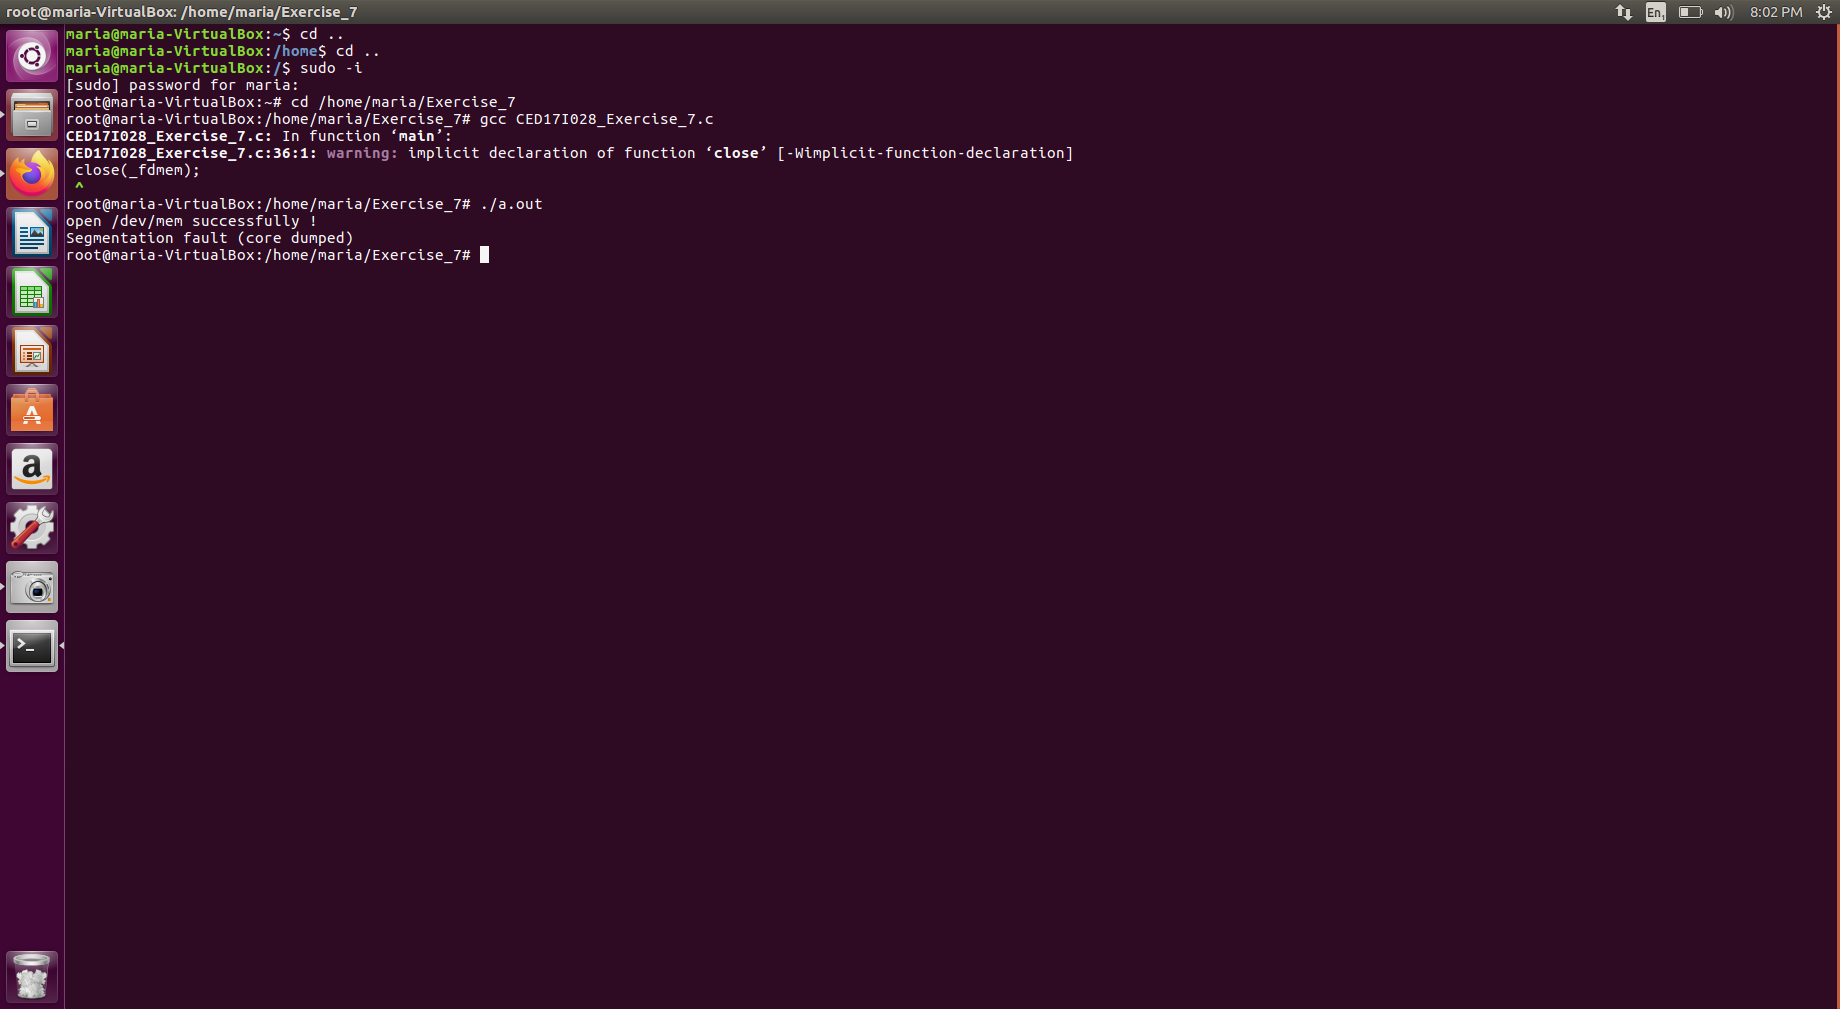 root@maria-VirtualBox: /home/maria/Exercise_7
En1 8:02 PM
maria@maria-VirtualBox:~$ cd ..
maria@maria-VirtualBox:/home$ cd ..
maria@maria-VirtualBox:/$ sudo -i
[sudo] password for maria:
root@maria-VirtualBox:~# cd /home/maria/Exercise_7
root@maria-VirtualBox:/home/maria/Exercise_7# gcc CED17I028_Exercise_7.c
CED17I028_Exercise_7.c: In function ‘main’:
CED17I028_Exercise_7.c:36:1: warning: implicit declaration of function ‘close’ [-Wimplicit-function-declaration]
 close(_fdmem);
 ^
root@maria-VirtualBox:/home/maria/Exercise_7# ./a.out
open /dev/mem successfully !
Segmentation fault (core dumped)
root@maria-VirtualBox:/home/maria/Exercise_7#